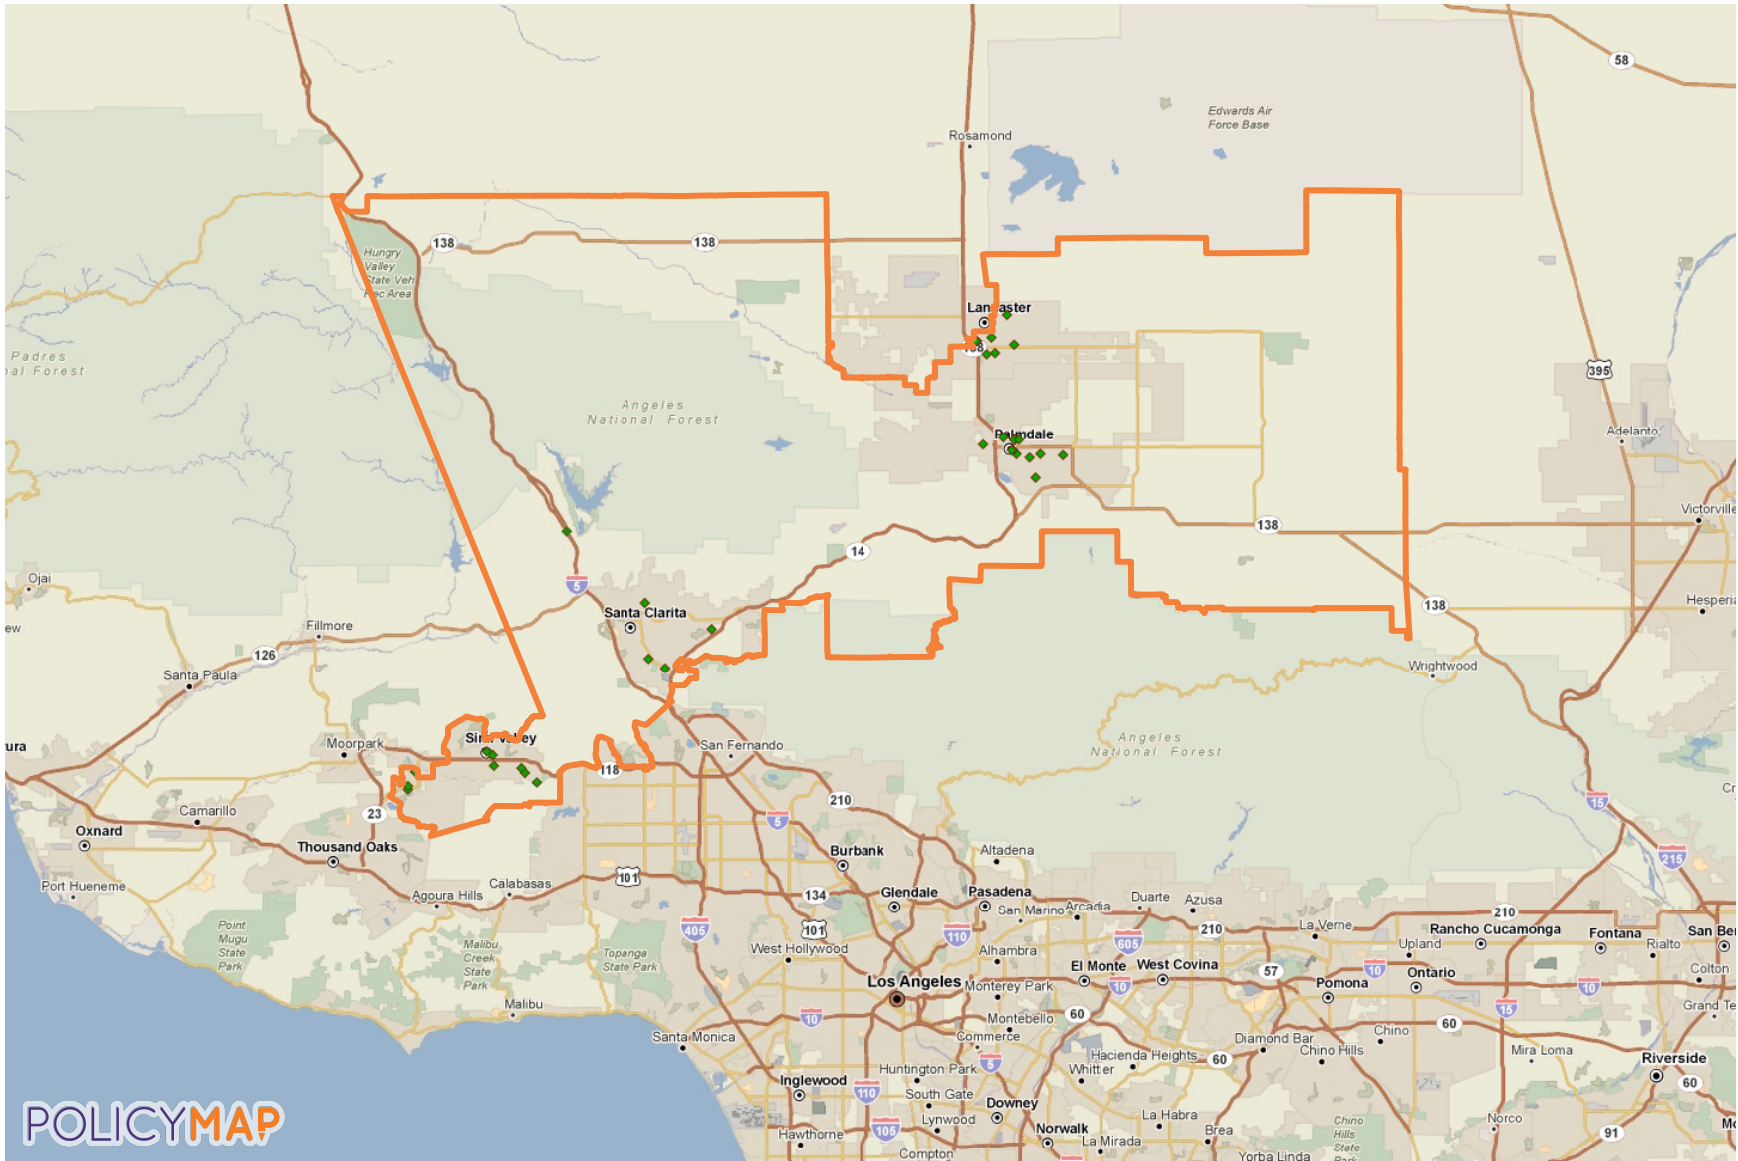 58
Edwards Air
Force Base
Rosamond
138
138
Hungry
Valley
State Veh
Rec Area
Lancaster
138
Padres
nal Forest
395
Angeles
National Forest
Palmdale
Adelanto
Victorville
138
14
5
Ojai
Santa Clarita
Hesperia
138
Fillmore
ew
126
Wrightwood
Santa Paula
Simi Valley
Moorpark
San Fernando
ura
Angeles
National Forest
118
210
15
Cr
Camarillo
23
5
Oxnard
Thousand Oaks
Burbank
Altadena
215
Port Hueneme
Agoura Hills
Calabasas
101
134
Glendale
Pasadena
San Marino
Arcadia
Duarte
Azusa
210
Point
Mugu
State
Park
Malibu
Creek
State
Park
Topanga
State Park
405
101
110
605
210
La Verne
Rancho Cucamonga
Fontana
San Ber
West Hollywood
Alhambra
Upland
Rialto
El Monte
West Covina
57
10
Ontario
Colton
Los Angeles
Monterey Park
10
Pomona
10
Malibu
10
Montebello
60
15
Grand Te
Santa Monica
Commerce
60
Chino
Diamond Bar
Chino Hills
Mira Loma
5
Hacienda Heights
60
Riverside
Whittier
Huntington Park
Inglewood
110
South Gate
60
POLICYMAP
Downey
La Habra
Chino
Hills
State
Park
Norco
105
Lynwood
Norwalk
Brea
91
Mo
Hawthorne
La Mirada
Compton
Yorba Linda